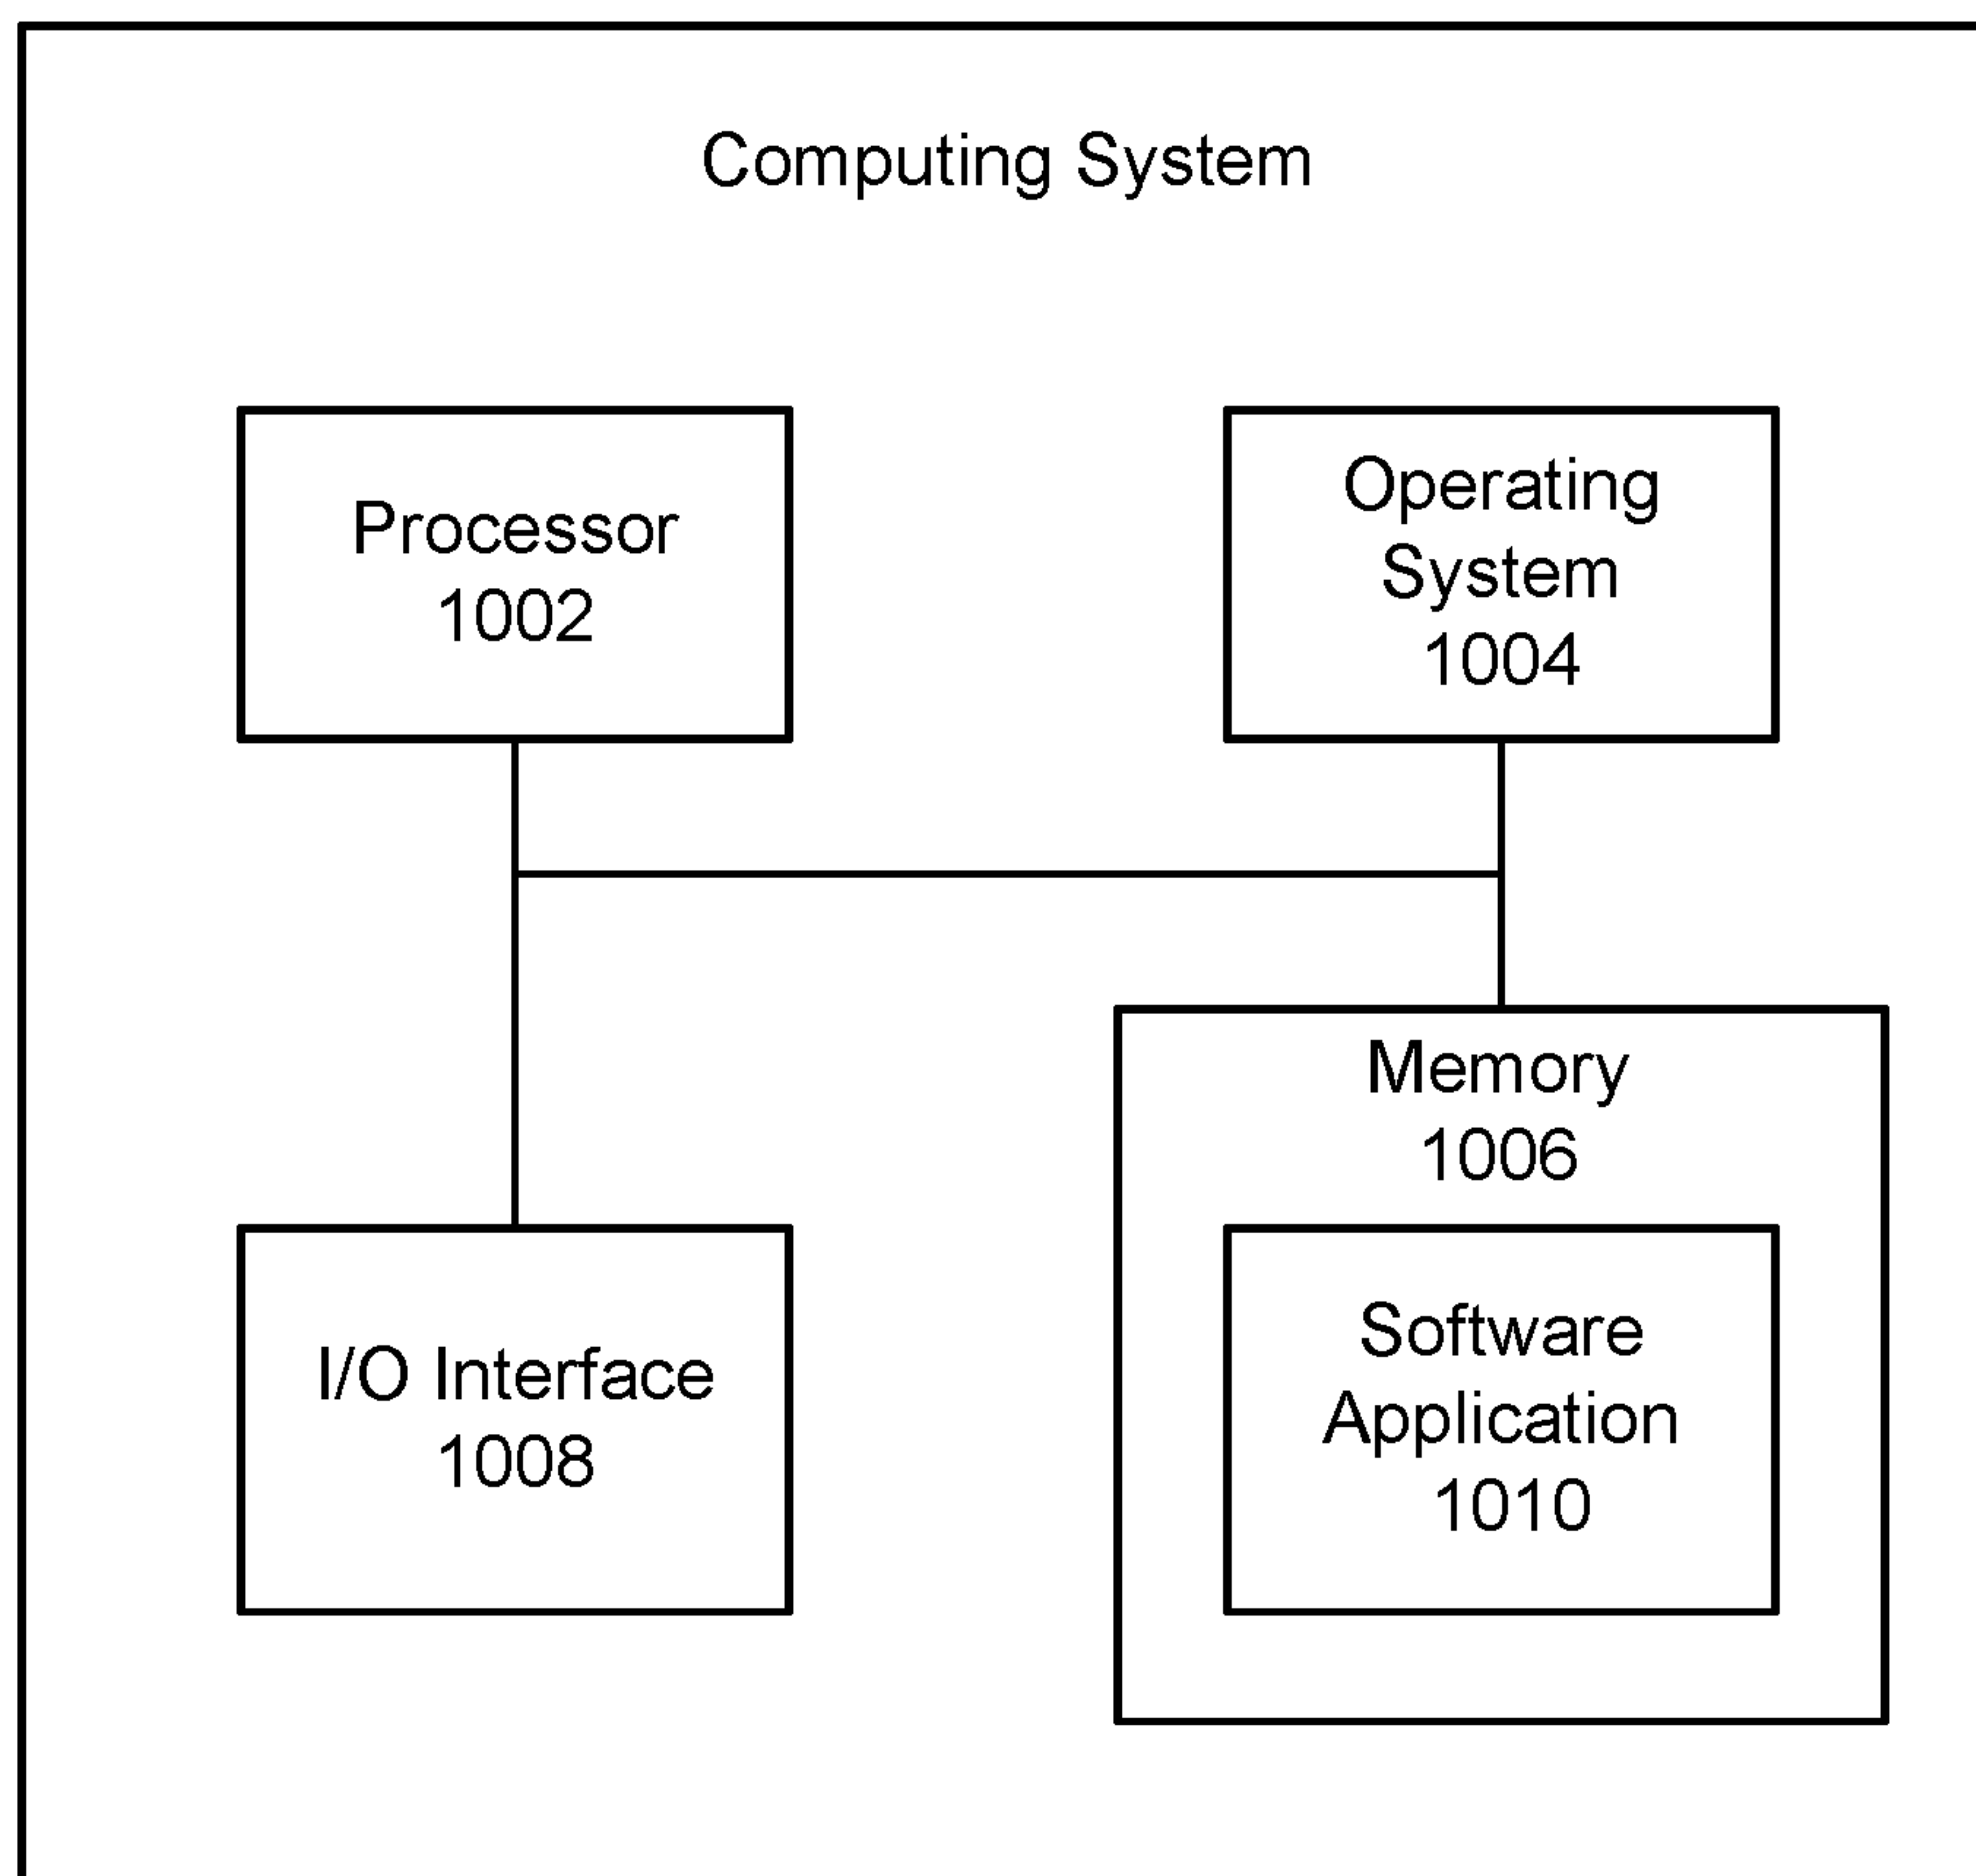 Computing System
Processor
1002
Operating
System
1004
Memory
1006
I/O Interface
1008
Software
Application
1010